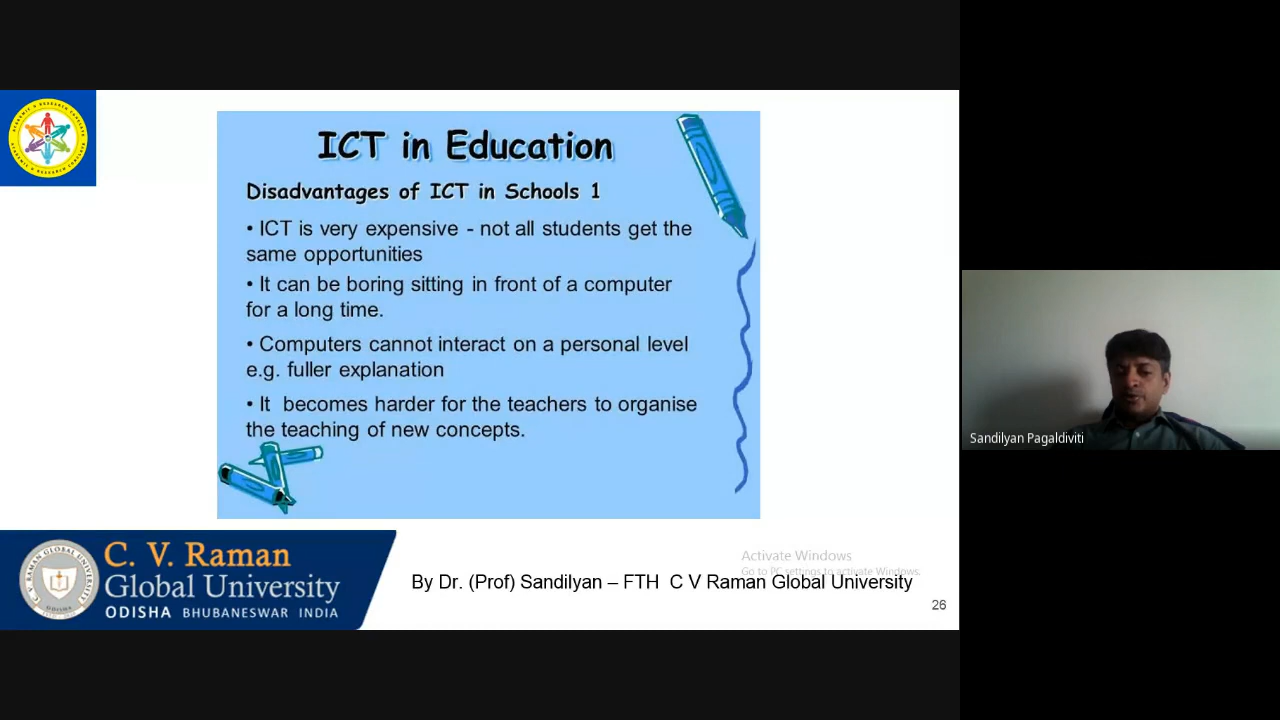 ICT in Education
Disadvantages of ICT in Schools 1
• ICT is very expensive - not all students get the
same opportunities
• It can be boring sitting in front of a computer
for a long time.
• Computers cannot interact on a personal level
e.g. fuller explanation
• It becomes harder for the teachers to organise
the teaching of new concepts.
Sandilyan Pagaldiviti
C. V. Raman
Global University
ODISHA BHUBANESWAR INDIA
Activate Windows
Go to PC settings to activate Windows.
By Dr. (Prof) Sandilyan – FTH C V Raman Global University
26